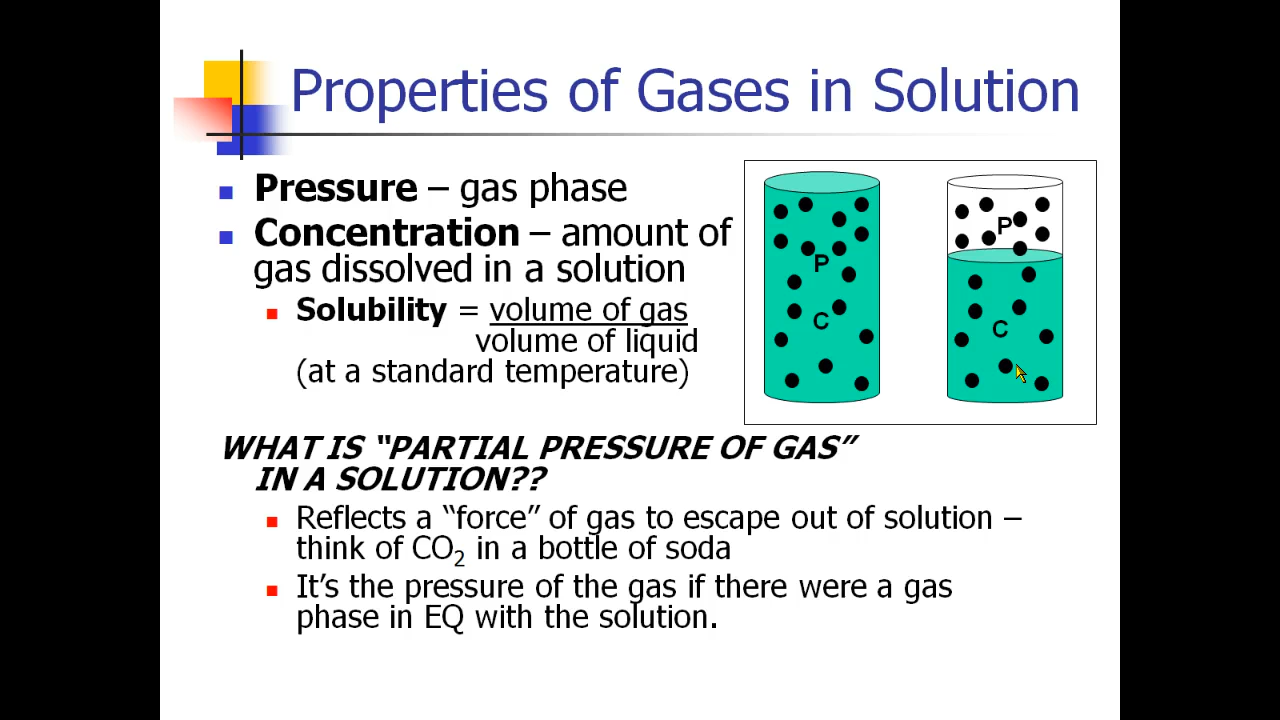 Properties of Gases in Solution
Pressure – gas phase
Concentration – amount of
gas dissolved in a solution
Solubility = volume of gas
volume of liquid
(at a standard temperature)
P
C
P
C
WHAT IS “PARTIAL PRESSURE OF GAS”
IN A SOLUTION??
Reflects a “force” of gas to escape out of solution –
think of CO₂ in a bottle of soda
It’s the pressure of the gas if there were a gas
phase in EQ with the solution.